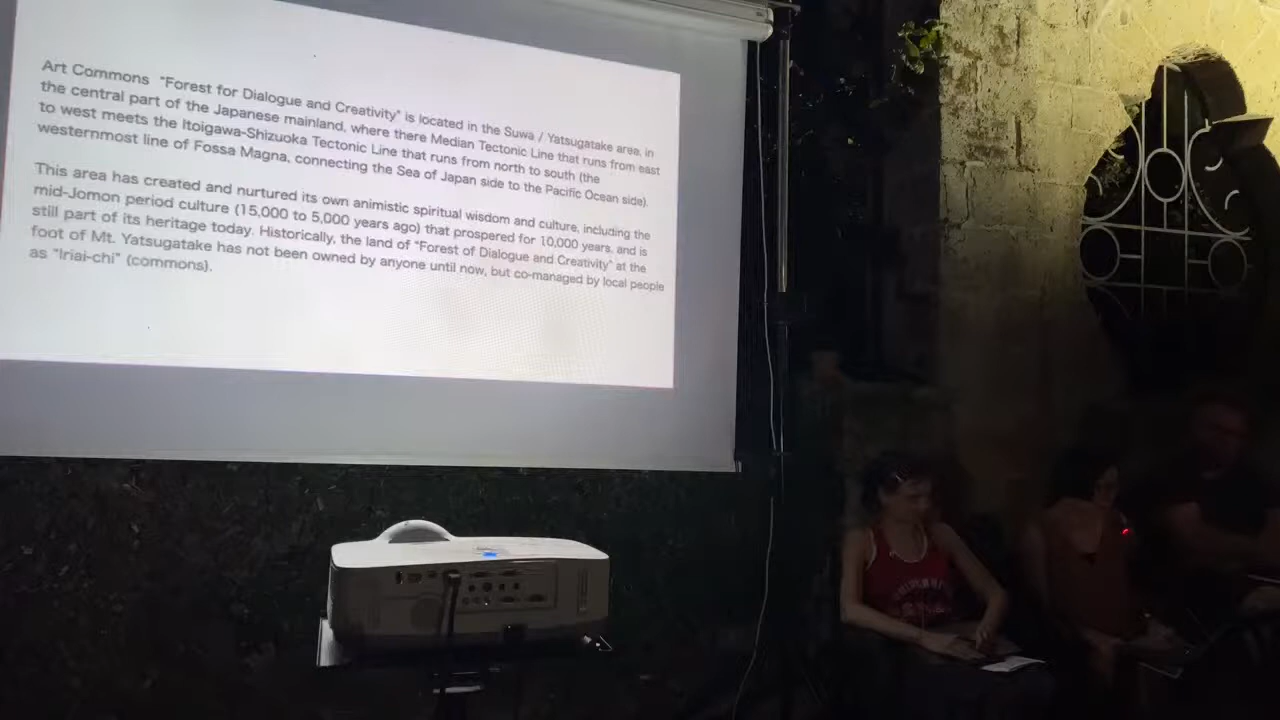 Art Commons "Forest for Dialogue and Creativity" is located in the Suwa / Yatsugatake area, in
the central part of the Japanese mainland, where there Median Tectonic Line that runs from east
to west meets the Itoigawa-Shizuoka Tectonic Line that runs from north to south (the
westernmost line of Fossa Magna, connecting the Sea of Japan side to the Pacific Ocean side).
This area has created and nurtured its own animistic spiritual wisdom and culture, including the
mid-Jomon period culture (15,000 to 5,000 years ago) that prospered for 10,000 years, and is
still part of its heritage today. Historically, the land of "Forest of Dialogue and Creativity" at the
foot of Mt. Yatsugatake has not been owned by anyone until now, but co-managed by local people
as "Iriai-chi" (commons).